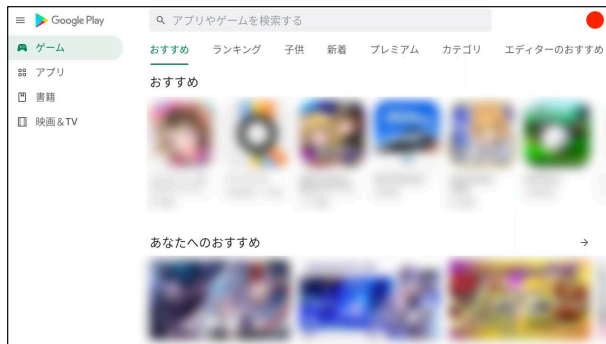 Google Play
アプリやゲームを検索する
ゲーム
アプリ
書籍
映画＆TV
おすすめ ランキング 子供 新着 プレミアム カテゴリ エディターのおすすめ
おすすめ
あなたへのおすすめ